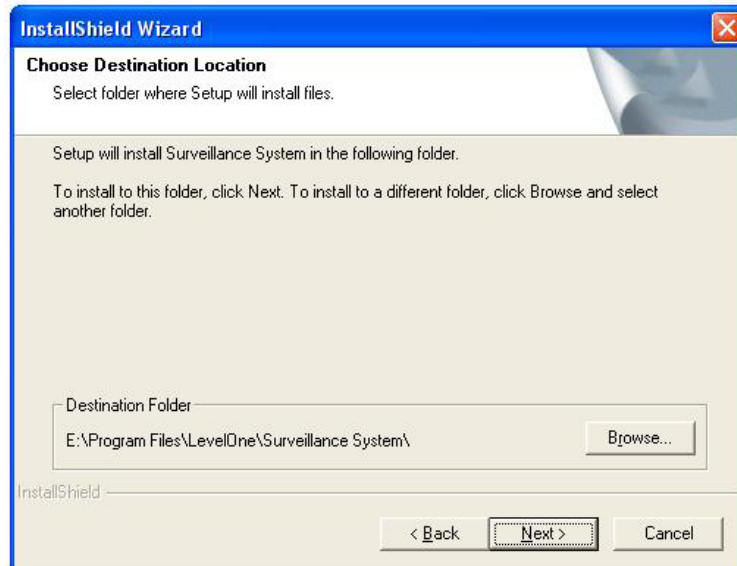 InstallShield Wizard
Choose Destination Location
Select folder where Setup will install files.
Setup will install Surveillance System in the following folder.
To install to this folder, click Next. To install to a different folder, click Browse and select
another folder.
Destination Folder
E:\Program Files\LevelOne\Surveillance System\
Browse...
InstallShield
< Back
Next >
Cancel